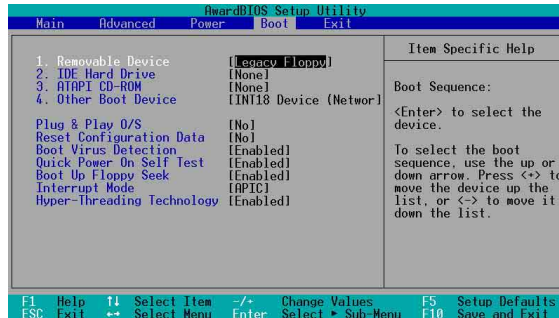 AwardBIOS Setup Utility
Main Advanced Power Boot Exit
1. Removable Device [Legacy Floppy]
2. IDE Hard Drive [None]
3. ATAPI CD-ROM [None]
4. Other Boot Device [INT18 Device (Networ]
Plug & Play O/S [No]
Reset Configuration Data [No]
Boot Virus Detection [Enabled]
Quick Power On Self Test [Enabled]
Boot Up Floppy Seek [Enabled]
Interrupt Mode [APIC]
Hyper-Threading Technology [Enabled]
Item Specific Help
Boot Sequence:
<Enter> to select the
device.
To select the boot
sequence, use the up or
down arrow. Press <+> to
move the device up the
list, or <-> to move it
down the list.
F1 Help ↑↓ Select Item -/+ Change Values F5 Setup Defaults
ESC Exit ←→ Select Menu Enter Select ► Sub-Menu F10 Save and Exit